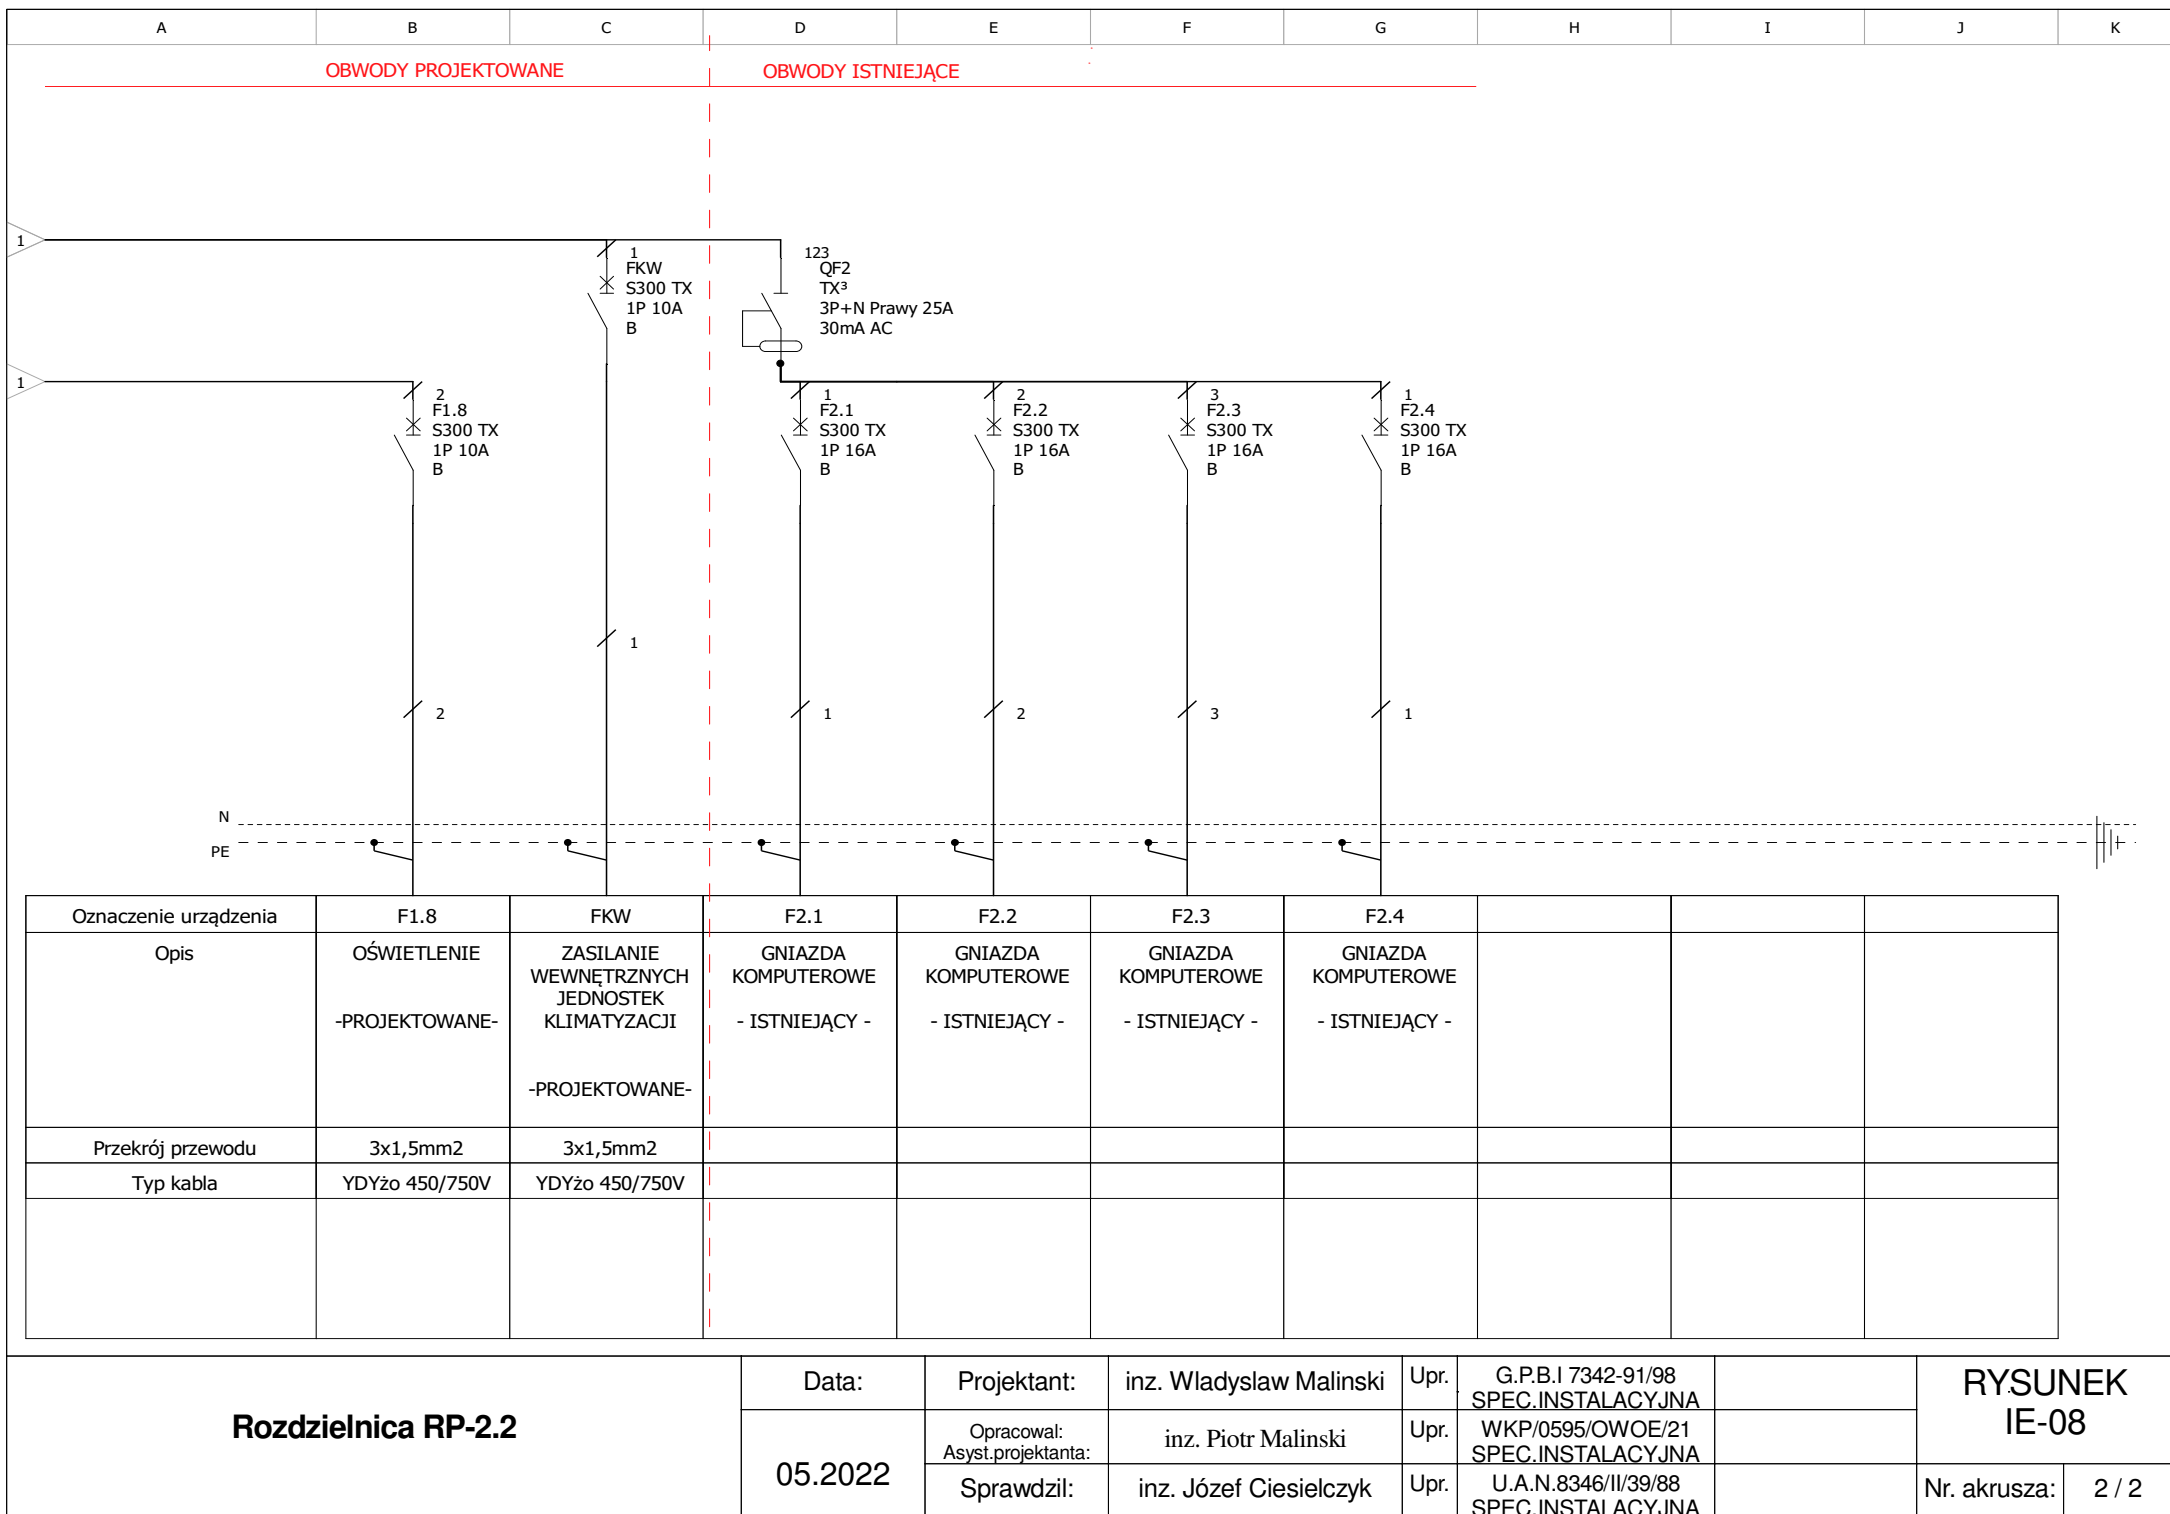 A B C D E F G H I J K
OBWODY PROJEKTOWANE OBWODY ISTNIEJĄCE
1
1
FKW
S300 TX
1P 10A
B
123
QF2
TX³
3P+N Prawy 25A
30mA AC
1
2
F1.8
S300 TX
1P 10A
B
1
F2.1
S300 TX
1P 16A
B
2
F2.2
S300 TX
1P 16A
B
3
F2.3
S300 TX
1P 16A
B
1
F2.4
S300 TX
1P 16A
B
1
2 1 2 3 1
N
PE
Oznaczenie urządzenia F1.8 FKW F2.1 F2.2 F2.3 F2.4
Opis
OŚWIETLENIE
-PROJEKTOWANE-
ZASILANIE
WEWNĘTRZNYCH
JEDNOSTEK
KLIMATYZACJI
-PROJEKTOWANE-
GNIAZDA
KOMPUTEROWE
- ISTNIEJĄCY -
GNIAZDA
KOMPUTEROWE
- ISTNIEJĄCY -
GNIAZDA
KOMPUTEROWE
- ISTNIEJĄCY -
GNIAZDA
KOMPUTEROWE
- ISTNIEJĄCY -
Przekrój przewodu 3x1,5mm2 3x1,5mm2
Typ kabla YDYżo 450/750V YDYżo 450/750V
Rozdzielnica RP-2.2
Data:
05.2022
Projektant: inz. Wladyslaw Malinski Upr. G.P.B.I 7342-91/98
SPEC.INSTALACYJNA
Opracowal:
Asyst.projektanta: inz. Piotr Malinski Upr. WKP/0595/OWOE/21
SPEC.INSTALACYJNA
Sprawdzil: inz. Józef Ciesielczyk Upr. U.A.N.8346/II/39/88
SPEC.INSTALACYJNA
RYSUNEK
IE-08
Nr. akrusza: 2 / 2